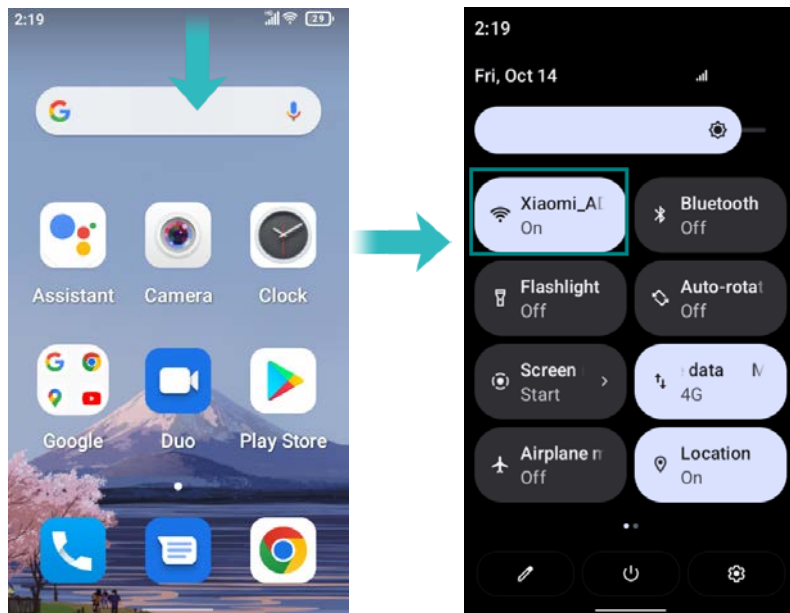 2:19
29
Assistant
Camera
Clock
Google
Duo
Play Store
2:19
Fri, Oct 14
Xiaomi_A
On
Bluetooth
Off
Flashlight
Off
Auto-rotat
Off
Screen
Start
data M
4G
Airplane m
Off
Location
On